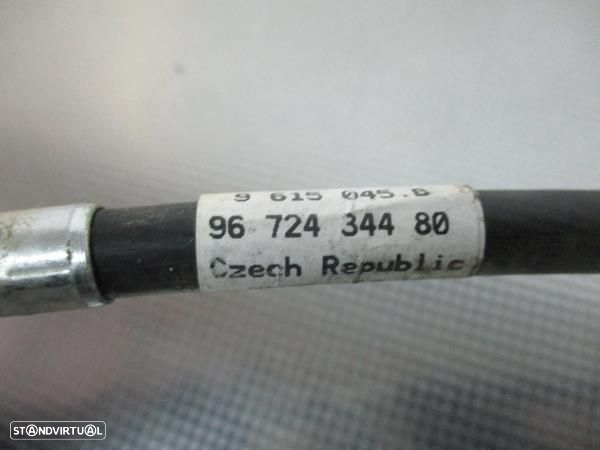 9 615 045.B
96 724 344 80
Czech Republic
STANDVIRTUAL